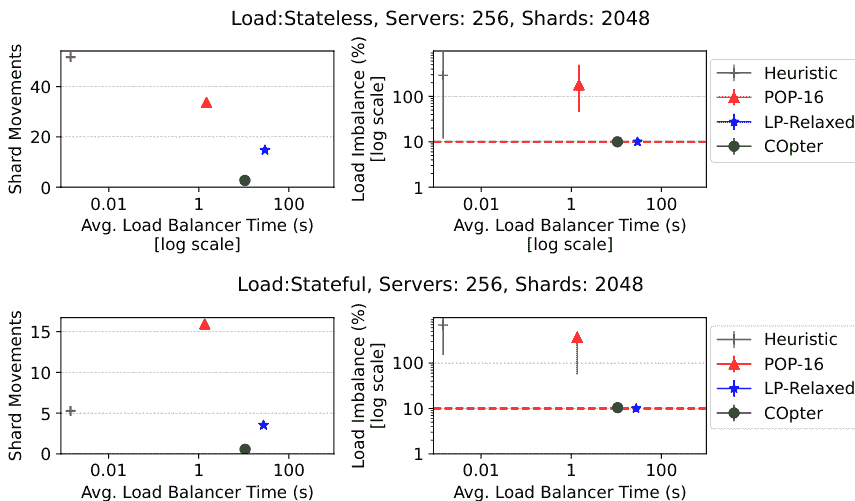 Load:Stateless, Servers: 256, Shards: 2048
Shard Movements
40
20
0
0.01 1 100
Avg. Load Balancer Time (s)
[log scale]
Load Imbalance (%)
[log scale]
100
10
1
0.01 1 100
Avg. Load Balancer Time (s)
[log scale]
Heuristic
POP-16
LP-Relaxed
COpter
Load:Stateful, Servers: 256, Shards: 2048
Shard Movements
15
10
5
0
0.01 1 100
Avg. Load Balancer Time (s)
Load Imbalance (%)
[log scale]
100
10
1
0.01 1 100
Avg. Load Balancer Time (s)
Heuristic
POP-16
LP-Relaxed
COpter